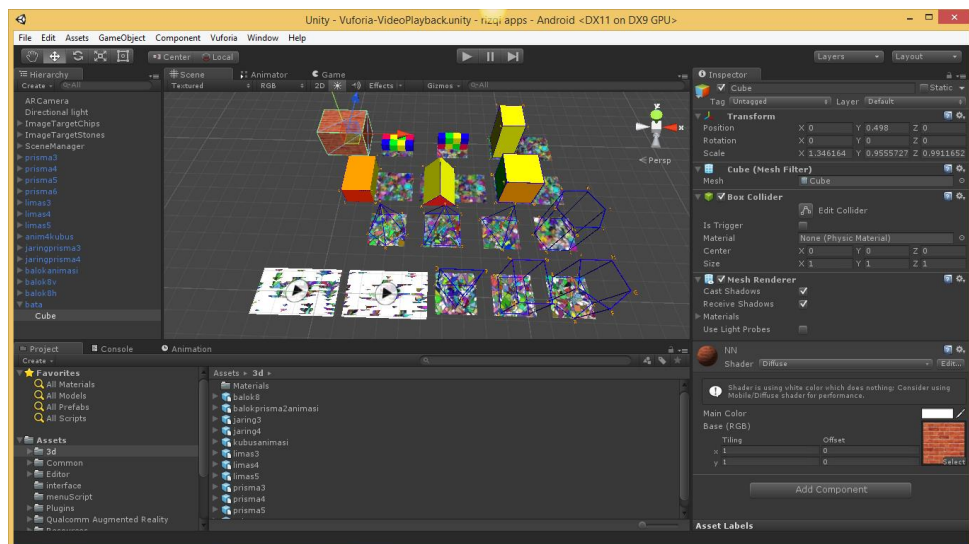 Unity - Vuforia-VideoPlayback.unity - rizqi apps - Android <DX11 on DX9 GPU>
File Edit Assets GameObject Component Vuforia Window Help
Center Local
Layers Layout
Hierarchy
Create All
ARCamera
Directional light
ImageTargetChips
ImageTargetStones
SceneManager
prisma3
prisma4
prisma5
prisma6
limas3
limas4
limas5
anim4kubus
jaringprisma3
jaringprisma4
balokanimasi
balok8v
balok8h
bata
Cube
Scene Animator Game
Textured RGB 2D Effects Gizmos All
y
x
Persp
Inspector
Cube Static
Tag Untagged Layer Default
Transform
Position X 0 Y 0.498 Z 0
Rotation X 0 Y 0 Z 0
Scale X 1.346164 Y 0.9555727 Z 0.9911652
Cube (Mesh Filter)
Mesh Cube
Box Collider
Edit Collider
Is Trigger
Material None (Physic Material)
Center X 0 Y 0 Z 0
Size X 1 Y 1 Z 1
Mesh Renderer
Cast Shadows
Receive Shadows
Materials
Use Light Probes
NN
Shader Diffuse Edit...
Shader is using white color which does nothing; Consider using
Mobile/Diffuse shader for performance.
Main Color
Base (RGB)
Tiling Offset
x 1 0
y 1 0
Select
Add Component
Asset Labels
Project Console Animation
Create
Favorites
All Materials
All Models
All Prefabs
All Scripts
Assets
3d
Common
Editor
interface
menuScript
Plugins
Qualcomm Augmented Reality
Assets 3d
Materials
balok8
balokprisma2animasi
jaring3
jaring4
kubusanimasi
limas3
limas4
limas5
prisma3
prisma4
prisma5